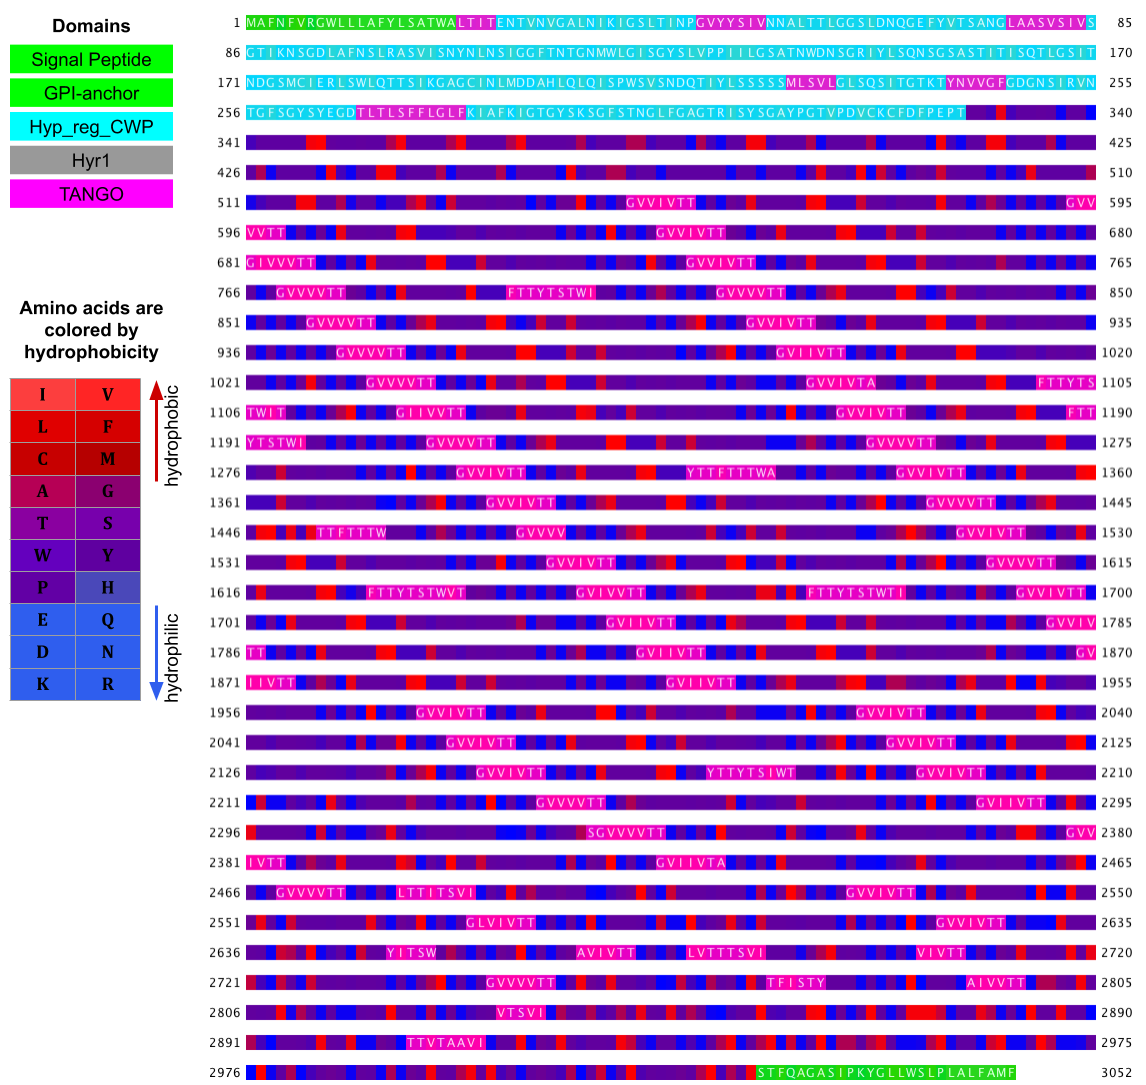 Domains
Signal Peptide
GPI-anchor
Hyp_reg_CWP
Hyr1
TANGO
Amino acids are
colored by
hydrophobicity
I V
L F
C M
A G
T S
W Y
P H
E Q
D N
K R
hydrophobic
hydrophilic
1 MAFNFVRGWLLLAFYLSATWALTITENTVNVGALNIKIGSLTINPGVYYSIVNNALTTLGGSLDNQGEFYVTSANGLAASVSIVS 85
86 GTIKNSGDLAFNSLRASVISNYNLNSIGGFTNTGNMWLGISGYSLVPPIILGSATNWDNSGRIYLSQNSGSASTITISQTLGSIT 170
171 NDGSMCIERLSWLQTTSIKGAGCINLMDDAHLQLQISPWSVSNDQTIYLSSSSSMLSVLGLSQSITGTKTYNVVGFGDGNSIRVN 255
256 TGFSGYSYEGDTLTLSFFLGLFKIAFKIGTGYSKSGFSTNGLFGAGTRISYSGAYPGTVPDVCKCFDFPEPT 340
341 425
426 510
511 GVVIVTT GVV 595
596 VVTT GVVIVTT 680
681 GIVVVTT GVVIVTT 765
766 GVVVVTT FTTYTSTWI GVVVVTT 850
851 GVVVVTT GVVIVTT 935
936 GVVVVTT GVIIVTT 1020
1021 GVVVVTT GVVIVTA FTTYTS 1105
1106 TWIT GIIVVTT GVVIVTT FTT 1190
1191 YTSTWI GVVVVTT GVVVVTT 1275
1276 GVVIVTT YTTFTTTWA GVVIVTT 1360
1361 GVVIVTT GVVVVTT 1445
1446 TTFTTTW GVVVV GVVIVTT 1530
1531 GVVIVTT GVVVVTT 1615
1616 FTTYTSTWVT GVIVVTT FTTYTSTWTI GVVIVTT 1700
1701 GVIIVTT GVVIV 1785
1786 TT GVIIVTT GV 1870
1871 IIVTT GVIIVTT 1955
1956 GVVIVTT GVVIVTT 2040
2041 GVVIVTT GVVIVTT 2125
2126 GVVIVTT YTTYTSIWT GVVIVTT 2210
2211 GVVVVTT GVIIVTT 2295
2296 SGVVVVTT GVV 2380
2381 IVTT GVIIVTA 2465
2466 GVVVVTT LTTITSVI GVVIVTT 2550
2551 GLVIVTT GVVIVTT 2635
2636 YITSW AVIVTT LVTTTSVI VIVTT 2720
2721 GVVVVTT TFISTY AIVVTT 2805
2806 VTSVI 2890
2891 TTVTAAVI 2975
2976 STFQAGASIPKYGLLWSLPLALFAMF 3052